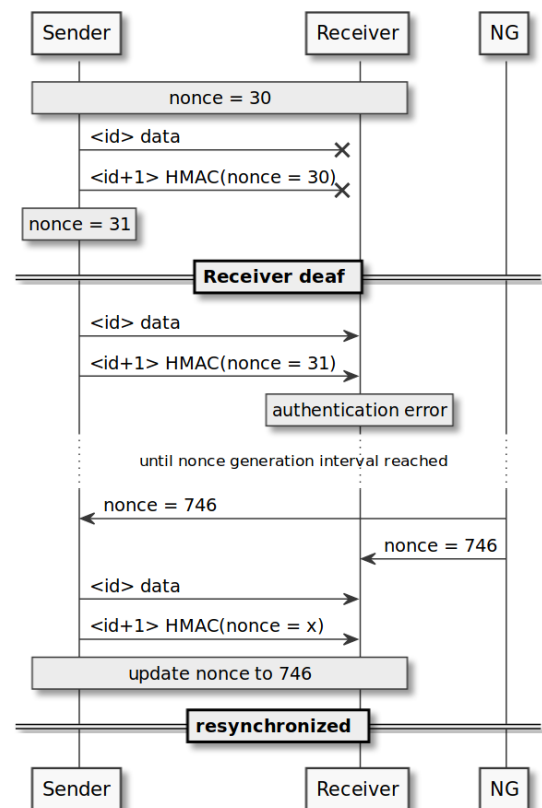 Sender Receiver NG
nonce = 30
<id> data
<id+1> HMAC(nonce = 30)
nonce = 31
Receiver deaf
<id> data
<id+1> HMAC(nonce = 31)
authentication error
until nonce generation interval reached
nonce = 746
nonce = 746
<id> data
<id+1> HMAC(nonce = x)
update nonce to 746
resynchronized
Sender Receiver NG